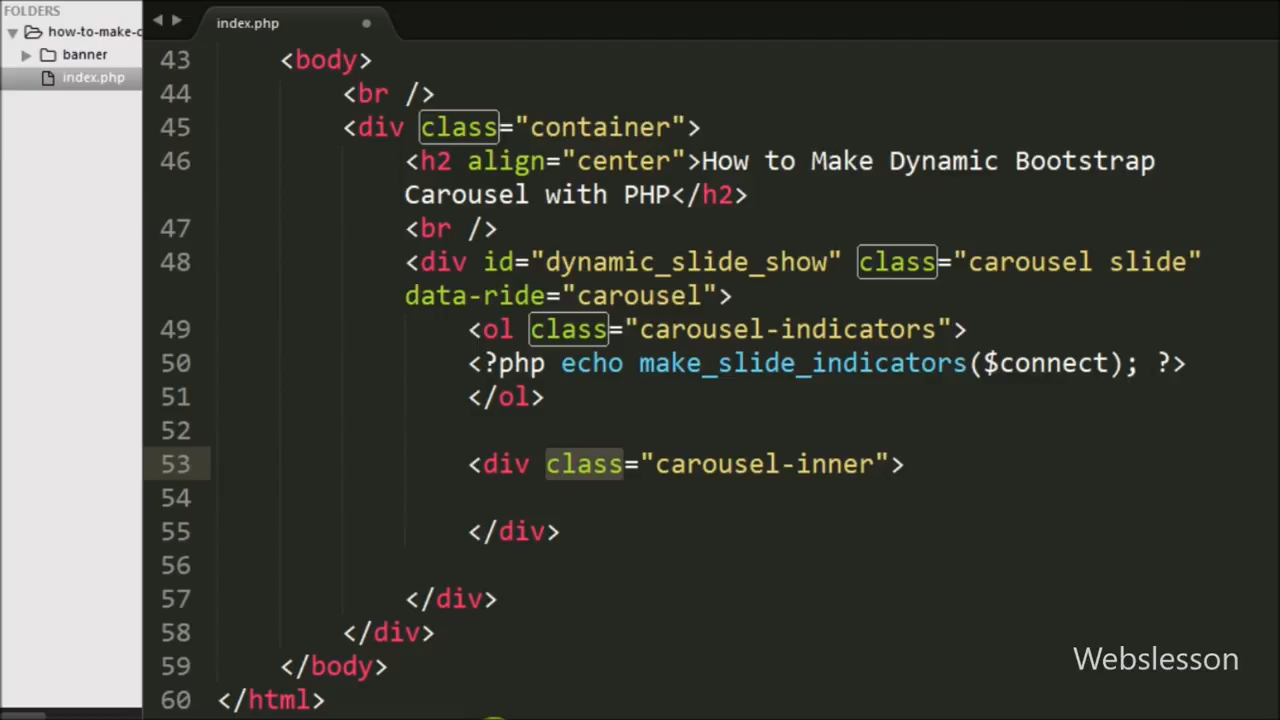 FOLDERS
how-to-make-c
banner
index.php
index.php
43 <body>
44 <br />
45 <div class="container">
46 <h2 align="center">How to Make Dynamic Bootstrap
Carousel with PHP</h2>
47 <br />
48 <div id="dynamic_slide_show" class="carousel slide"
data-ride="carousel">
49 <ol class="carousel-indicators">
50 <?php echo make_slide_indicators($connect); ?>
51 </ol>
52
53 <div class="carousel-inner">
54
55 </div>
56
57 </div>
58 </div>
59 </body>
60 </html>
Webslesson